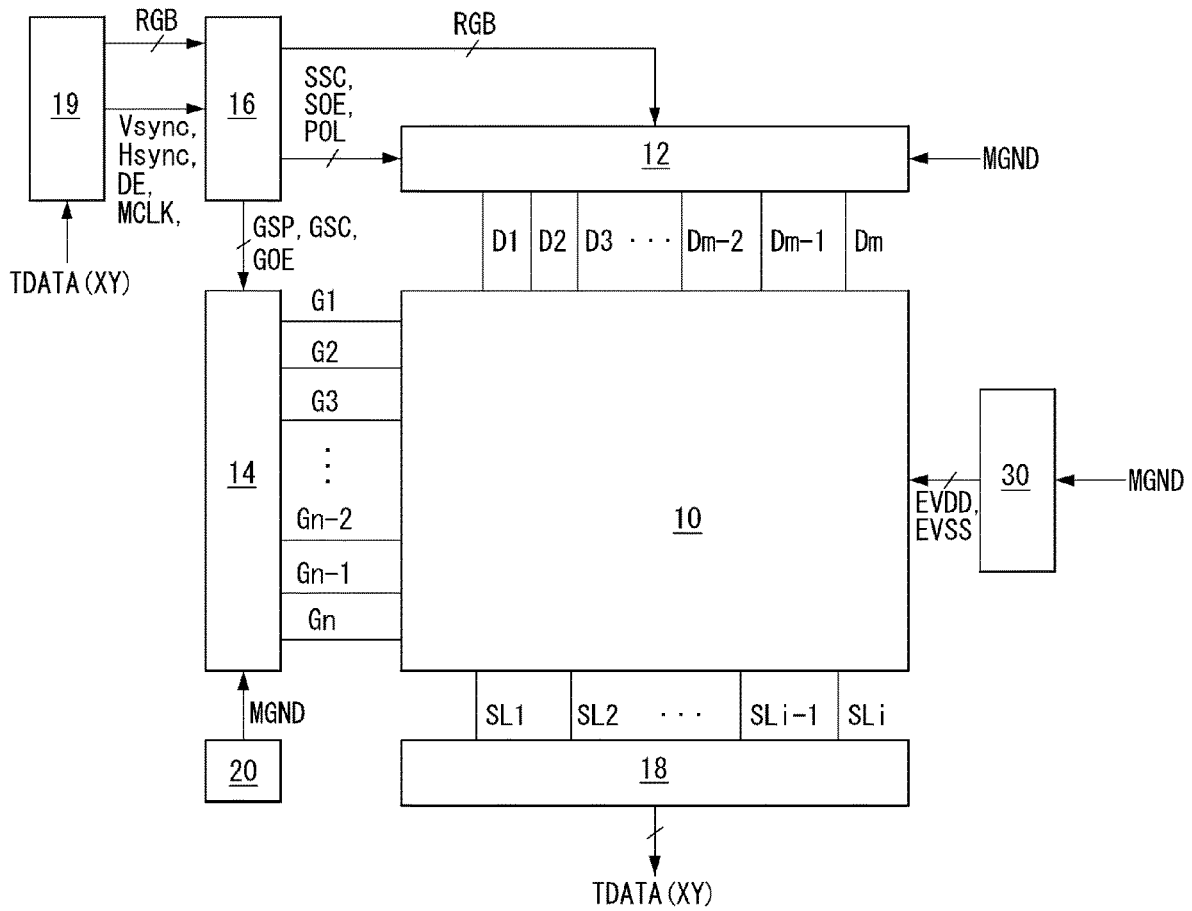 RGB
RGB
19
16
SSC,
SOE,
POL
Vsync,
Hsync,
DE,
MCLK,
12
MGND
TDATA(XY)
GSP, GSC,
GOE
D1 D2 D3 ··· Dm-2 Dm-1 Dm
G1
G2
G3
⋮
Gn-2
Gn-1
Gn
14
10
30
MGND
EVDD,
EVSS
MGND
20
SL1 SL2 ··· SLi-1 SLi
18
TDATA(XY)